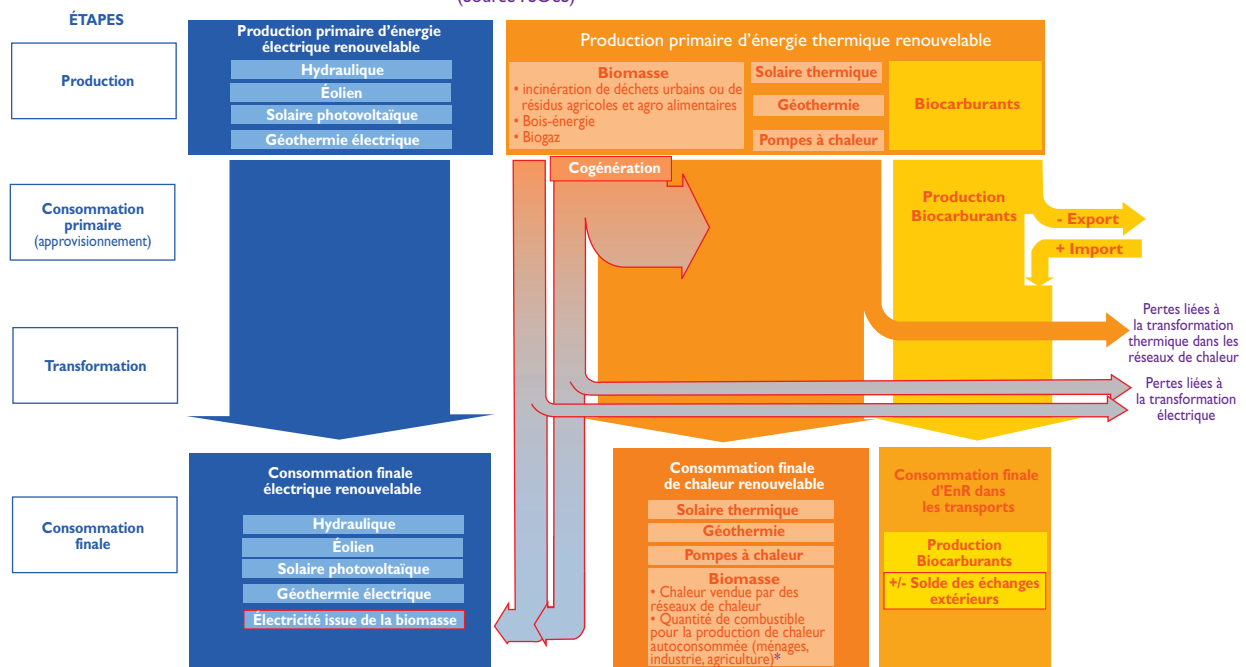 (source : SOeS)
ÉTAPES
Production
Production primaire d'énergie
électrique renouvelable
Hydraulique
Éolien
Solaire photovoltaïque
Géothermie électrique
Production primaire d'énergie thermique renouvelable
Biomasse
• incinération de déchets urbains ou de
résidus agricoles et agro alimentaires
• Bois-énergie
• Biogaz
Solaire thermique
Géothermie
Pompes à chaleur
Biocarburants
Cogénération
Consommation
primaire
(approvisionnement)
Production
Biocarburants
- Export
+ Import
Transformation
Pertes liées à
la transformation
thermique dans les
réseaux de chaleur
Pertes liées à
la transformation
électrique
Consommation
finale
Consommation finale
électrique renouvelable
Hydraulique
Éolien
Solaire photovoltaïque
Géothermie électrique
Électricité issue de la biomasse
Consommation finale
de chaleur renouvelable
Solaire thermique
Géothermie
Pompes à chaleur
Biomasse
• Chaleur vendue par des
réseaux de chaleur
• Quantité de combustible
pour la production de chaleur
autoconsommée (ménages,
industrie, agriculture)*
Consommation finale
d'EnR dans
les transports
Production
Biocarburants
+/- Solde des échanges
extérieurs